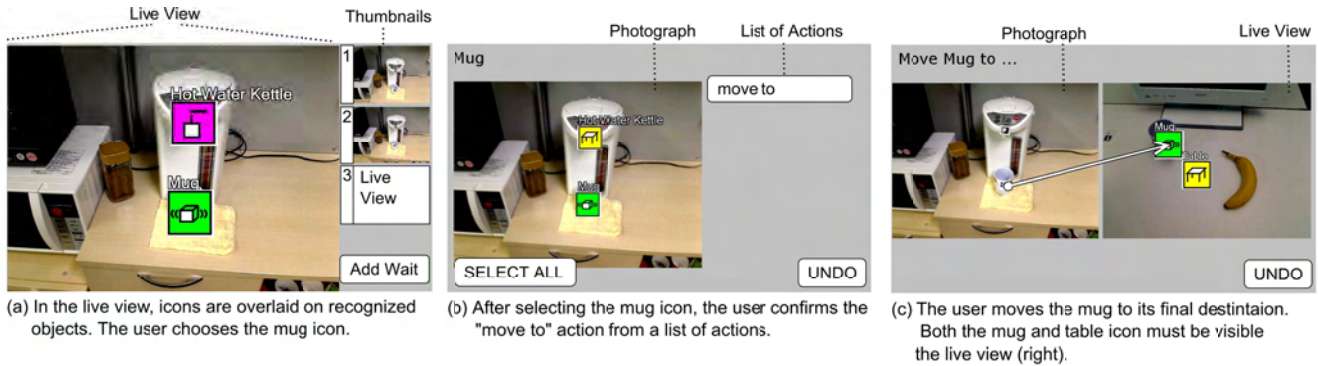 Live View
Thumbnails
Hot Water Kettle
Mug
1
2
3 Live
View
Add Wait
(a) In the live view, icons are overlaid on recognized
objects. The user chooses the mug icon.
Photograph
List of Actions
Mug
move to
Hot Water Kettle
Mug
SELECT ALL
UNDO
(b) After selecting the mug icon, the user confirms the
"move to" action from a list of actions.
Photograph
Live View
Move Mug to ...
Mug
Table
UNDO
(c) The user moves the mug to its final destintaion.
Both the mug and table icon must be visible
the live view (right).